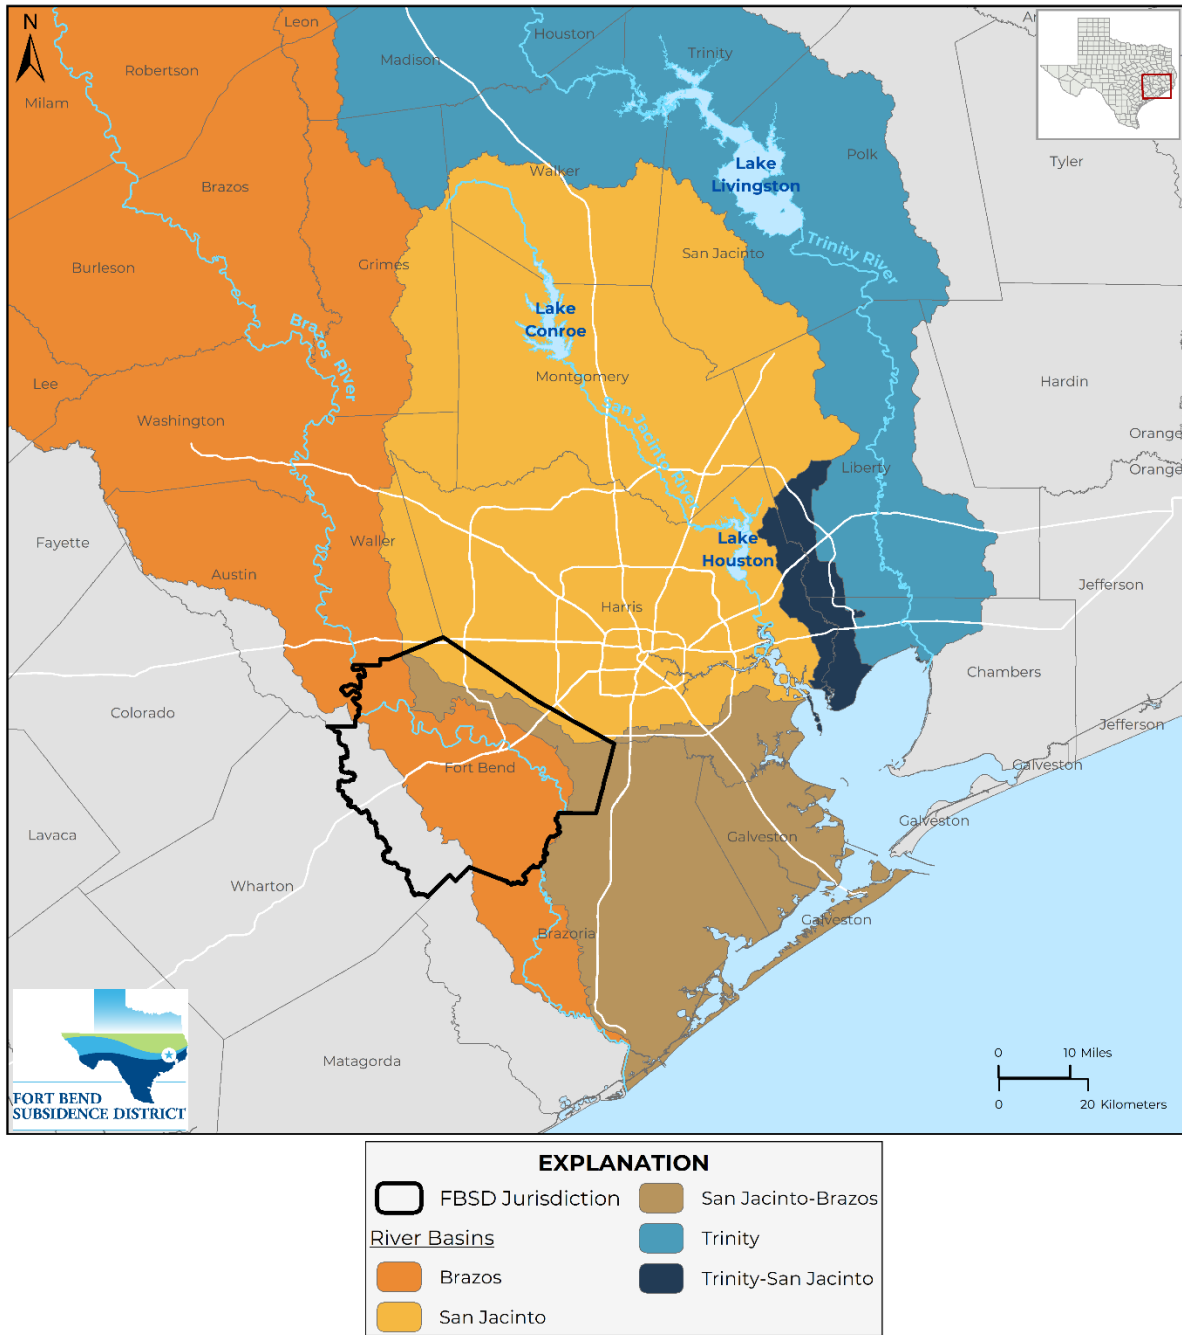 N
Leon
Houston
Trinity
Madison
Robertson
Milam
An
Tyler
Polk
Lake
Livingston
Walker
Brazos
Trinity River
San Jacinto
Burleson
Grimes
Lake
Conroe
Brazos River
Montgomery
Lee
Hardin
Washington
San Jacinto River
Orange
Liberty
Orange
Fayette
Waller
Lake
Houston
Austin
Jefferson
Harris
Chambers
Colorado
Jefferson
Fort Bend
Galveston
Galveston
Lavaca
Galveston
Wharton
Galveston
Brazoria
Matagorda
0 10 Miles
0 20 Kilometers
FORT BEND
SUBSIDENCE DISTRICT
EXPLANATION
FBSD Jurisdiction
River Basins
Brazos
San Jacinto
San Jacinto-Brazos
Trinity
Trinity-San Jacinto